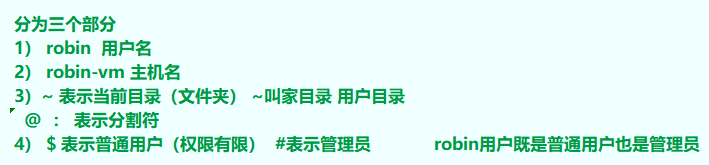 分为三个部分
1） robin 用户名
2） robin-vm 主机名
3）~ 表示当前目录（文件夹） ~叫家目录 用户目录
@ ： 表示分割符
4） $ 表示普通用户（权限有限） #表示管理员 robin用户既是普通用户也是管理员